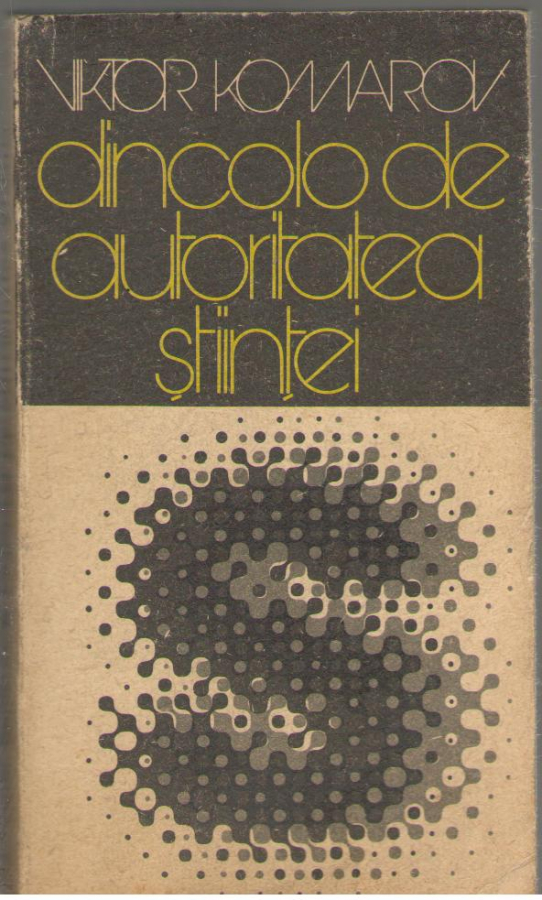 VIKTOR KOMAROV
dincolo de
autoritatea
științei